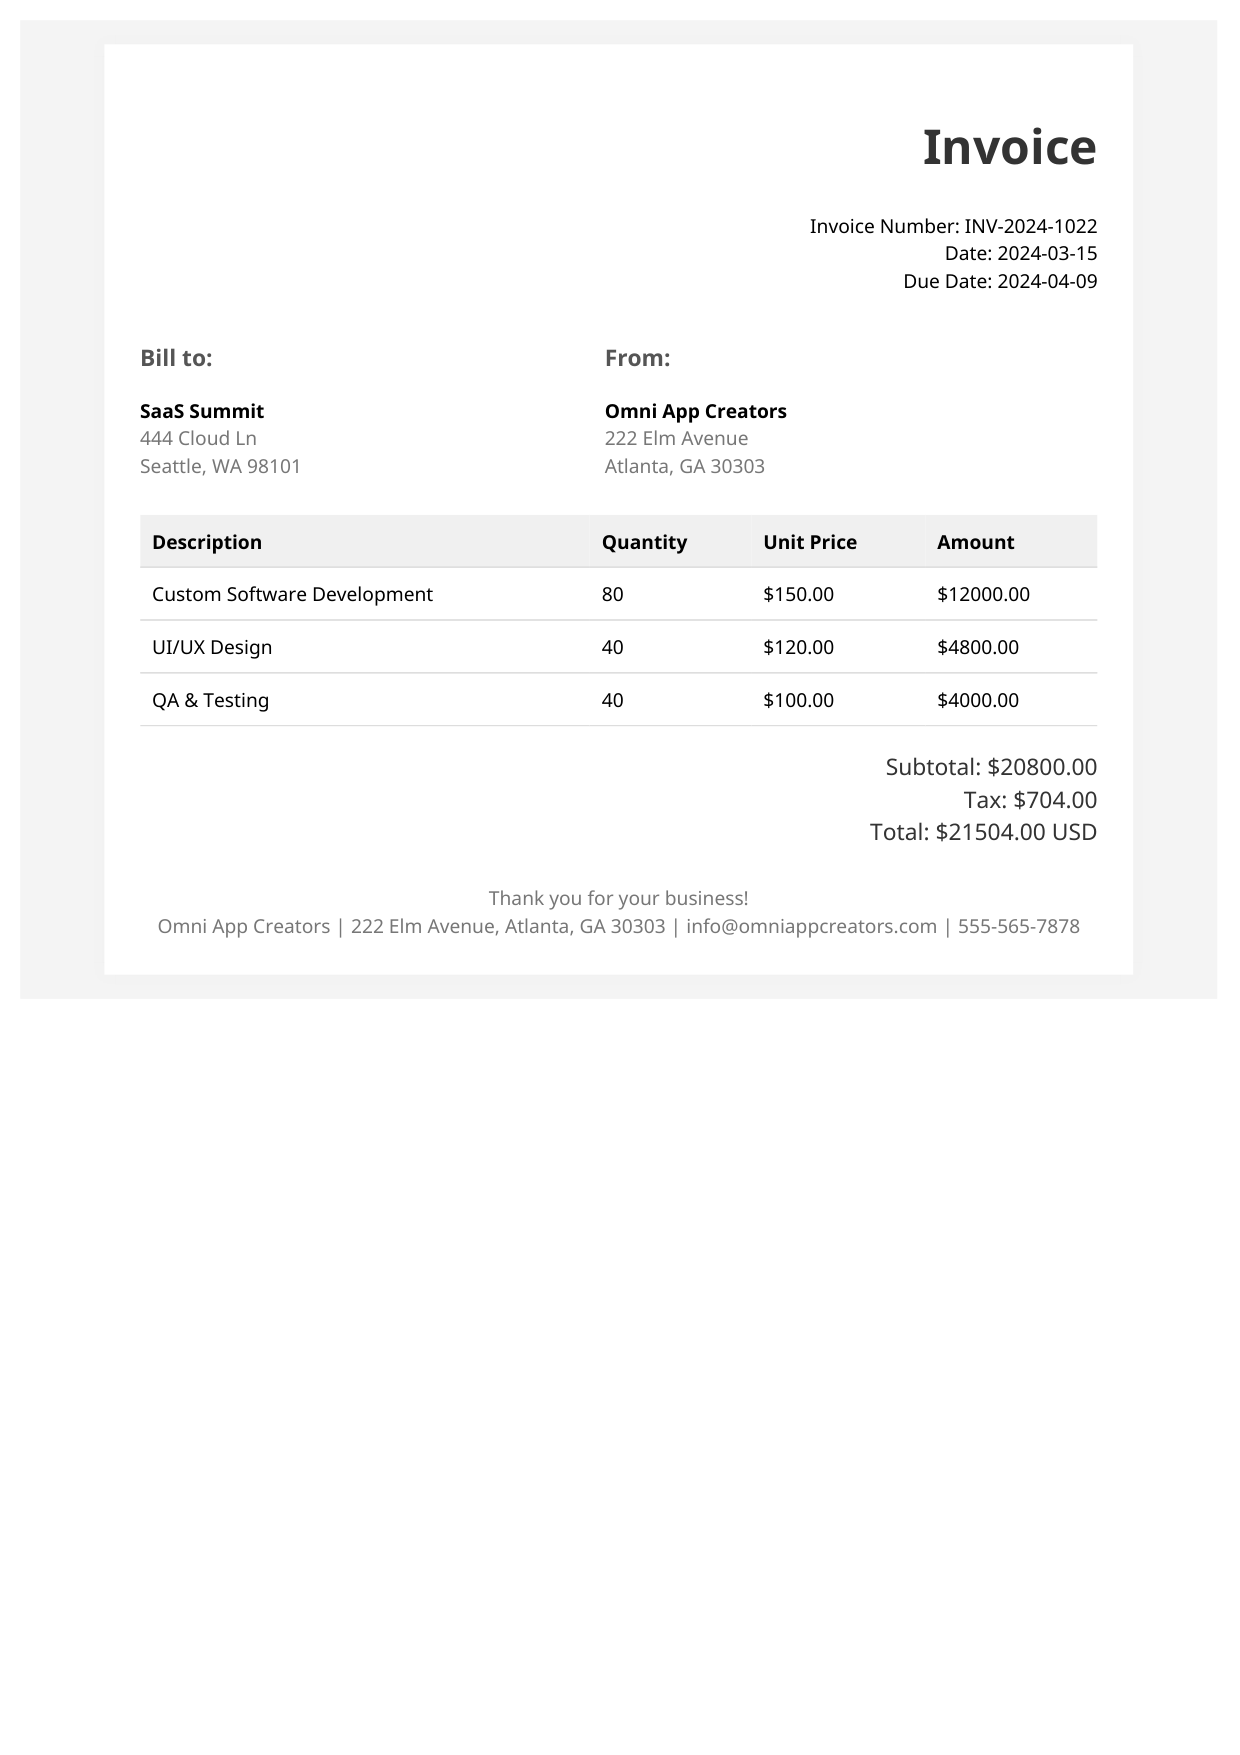 Invoice
Invoice Number: INV-2024-1022
Date: 2024-03-15
Due Date: 2024-04-09
Bill to:
SaaS Summit
444 Cloud Ln
Seattle, WA 98101
From:
Omni App Creators
222 Elm Avenue
Atlanta, GA 30303
Description Quantity Unit Price Amount
Custom Software Development 80 $150.00 $12000.00
UI/UX Design 40 $120.00 $4800.00
QA & Testing 40 $100.00 $4000.00
Subtotal: $20800.00
Tax: $704.00
Total: $21504.00 USD
Thank you for your business!
Omni App Creators | 222 Elm Avenue, Atlanta, GA 30303 | info@omniappcreators.com | 555-565-7878